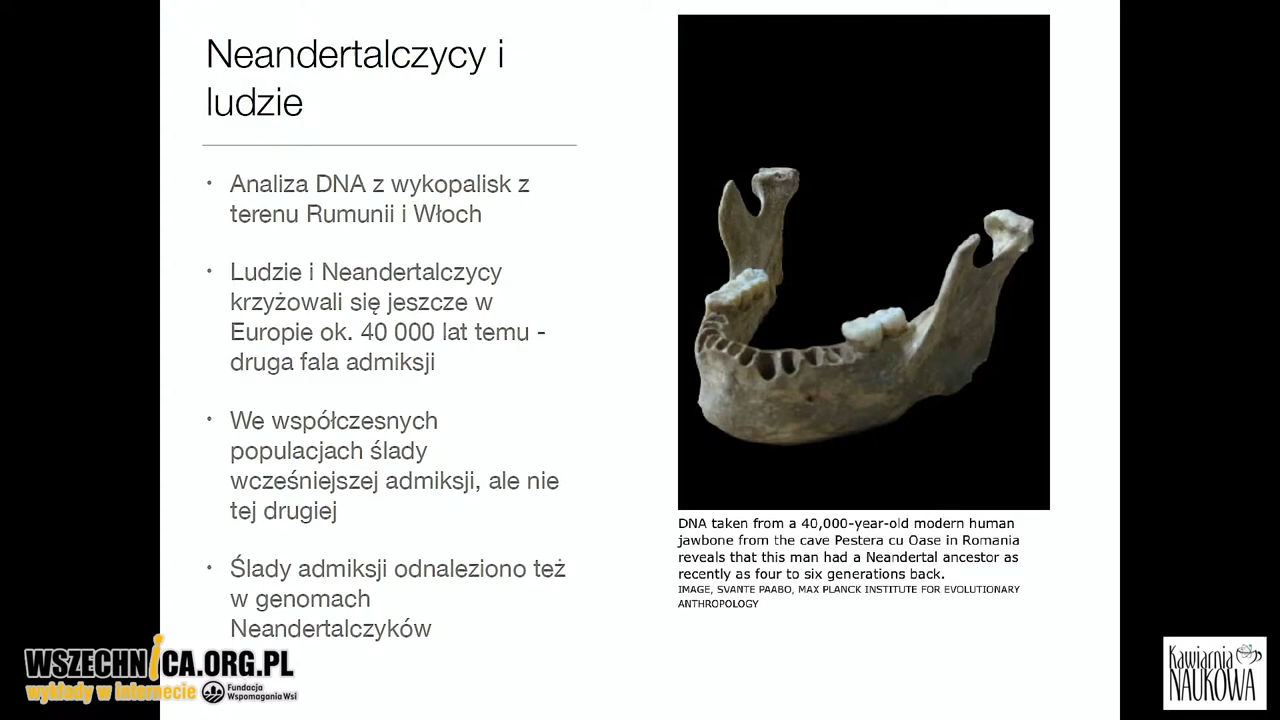 Neandertalczycy i
ludzie
• Analiza DNA z wykopalisk z
terenu Rumunii i Włoch
• Ludzie i Neandertalczycy
krzyżowali się jeszcze w
Europie ok. 40 000 lat temu -
druga fala admiksji
• We współczesnych
populacjach ślady
wcześniejszej admiksji, ale nie
tej drugiej
• Ślady admiksji odnaleziono też
w genomach
Neandertalczyków
DNA taken from a 40,000-year-old modern human
jawbone from the cave Pestera cu Oase in Romania
reveals that this man had a Neandertal ancestor as
recently as four to six generations back.
IMAGE, SVANTE PAABO, MAX PLANCK INSTITUTE FOR EVOLUTIONARY
ANTHROPOLOGY
WSZECHNiCA.ORG.PL
wykłady w internecie
Fundacja
Wspomagania Wsi
Kawiarnia
NAUKOWA